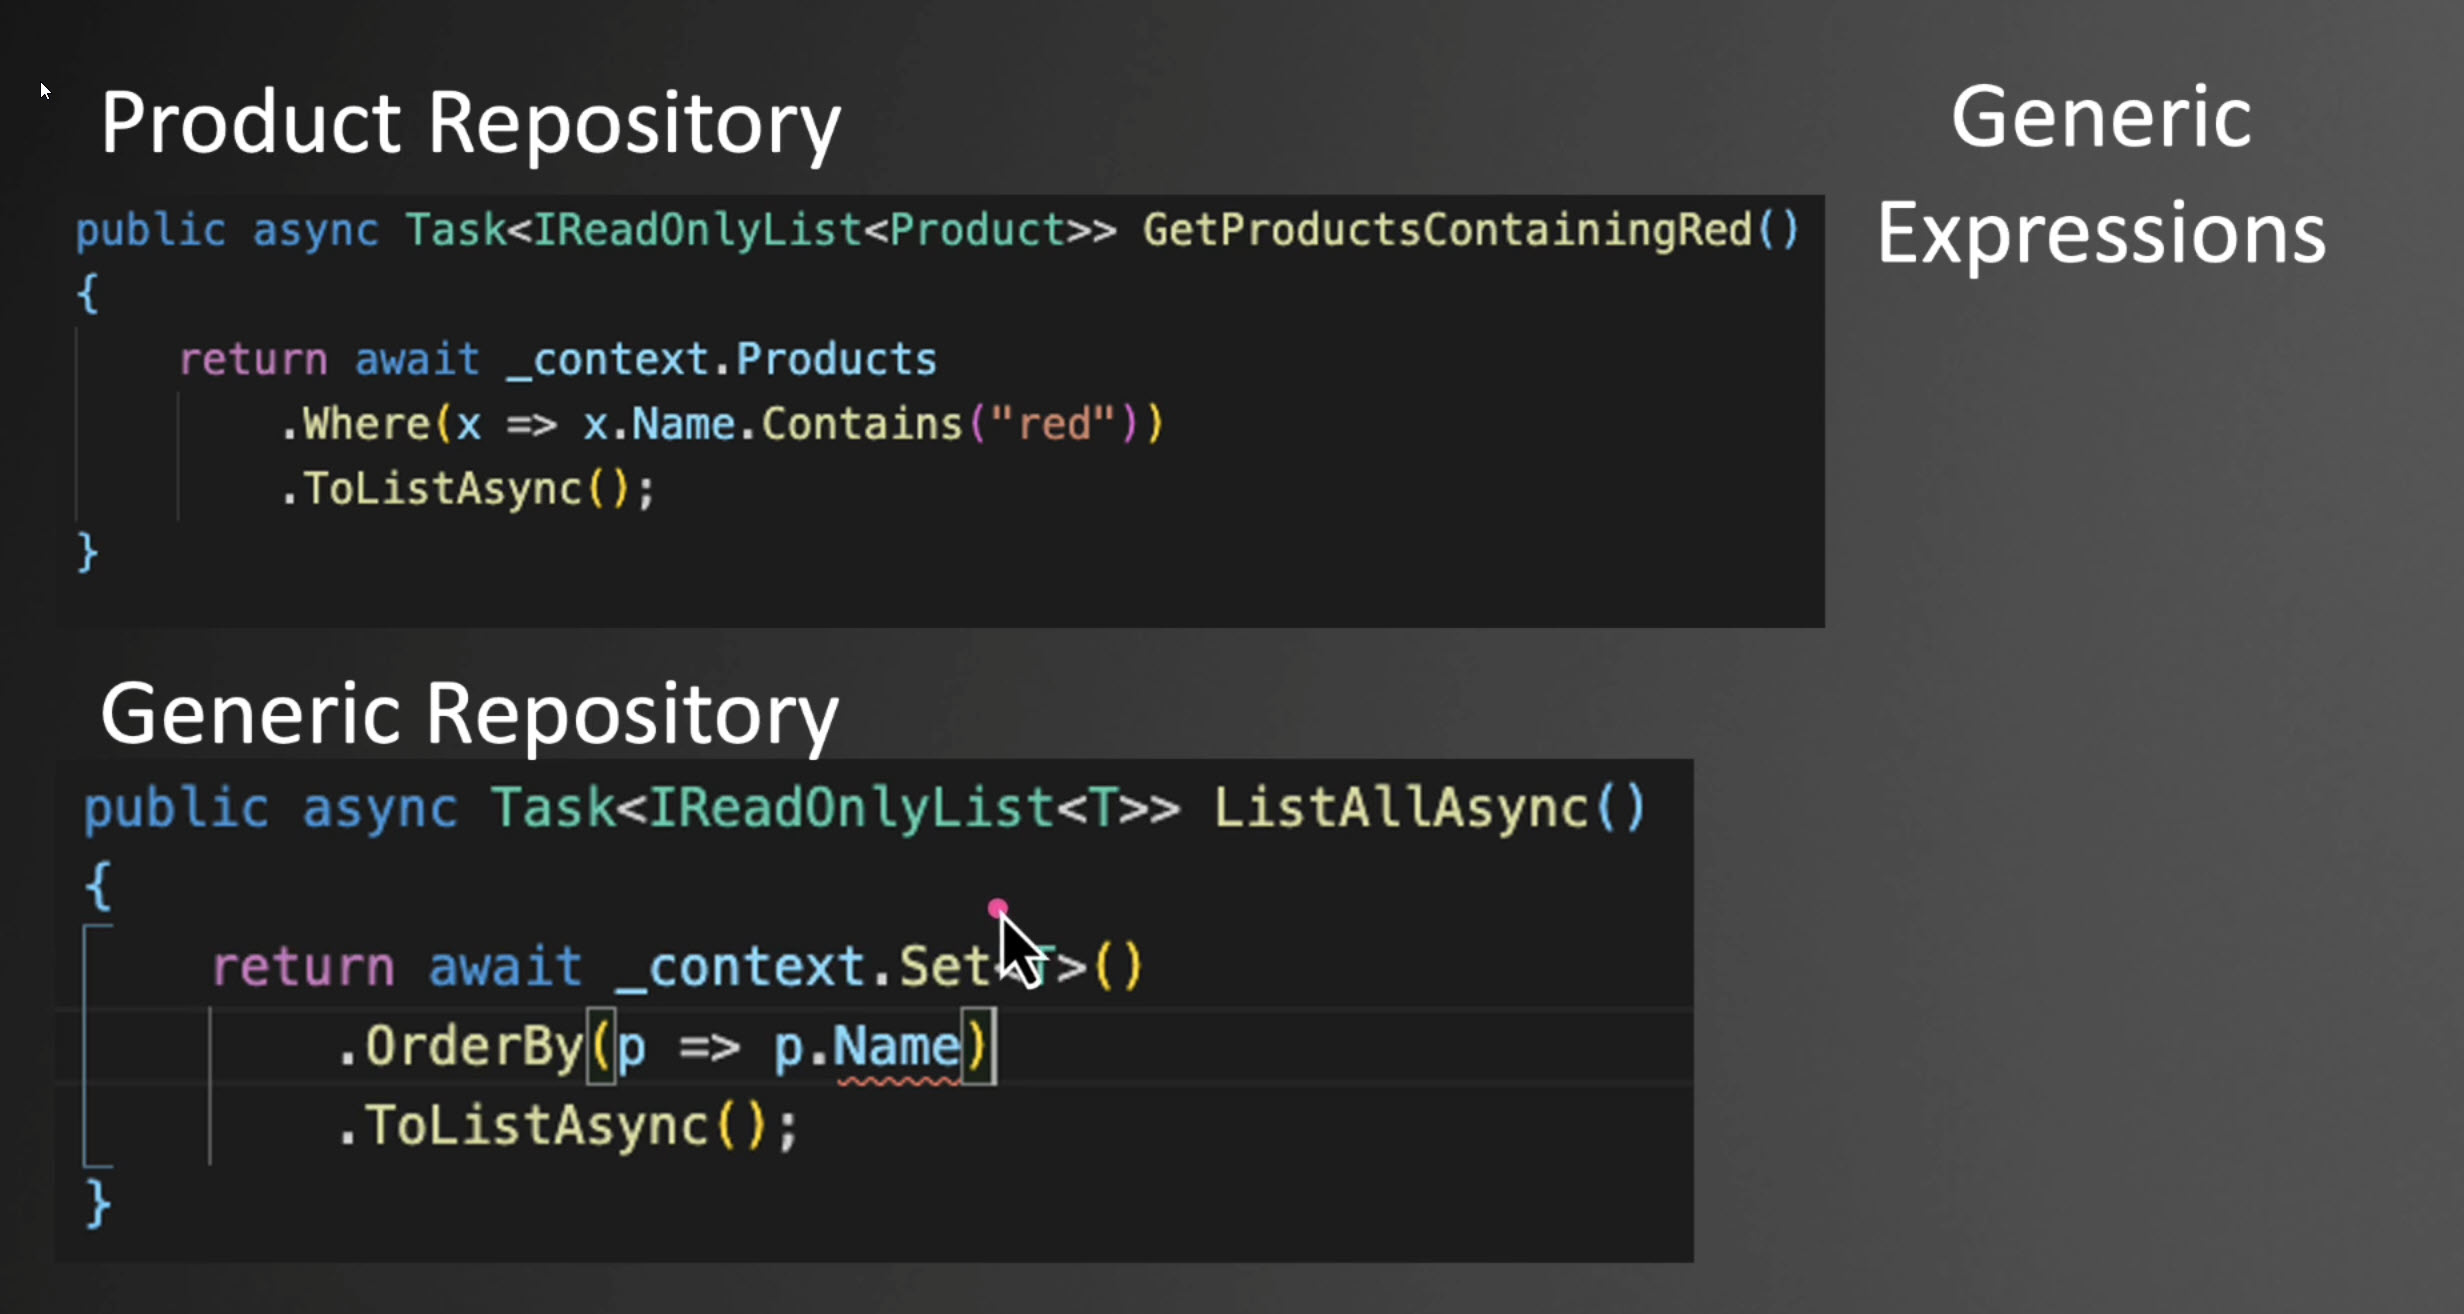 Product Repository
Generic
Expressions
public async Task<IReadOnlyList<Product>> GetProductsContainingRed()
{
return await _context.Products
.Where(x => x.Name.Contains("red"))
.ToListAsync();
}
Generic Repository
public async Task<IReadOnlyList<T>> ListAllAsync()
{
return await _context.Set<T>()
.OrderBy(p => p.Name)
.ToListAsync();
}